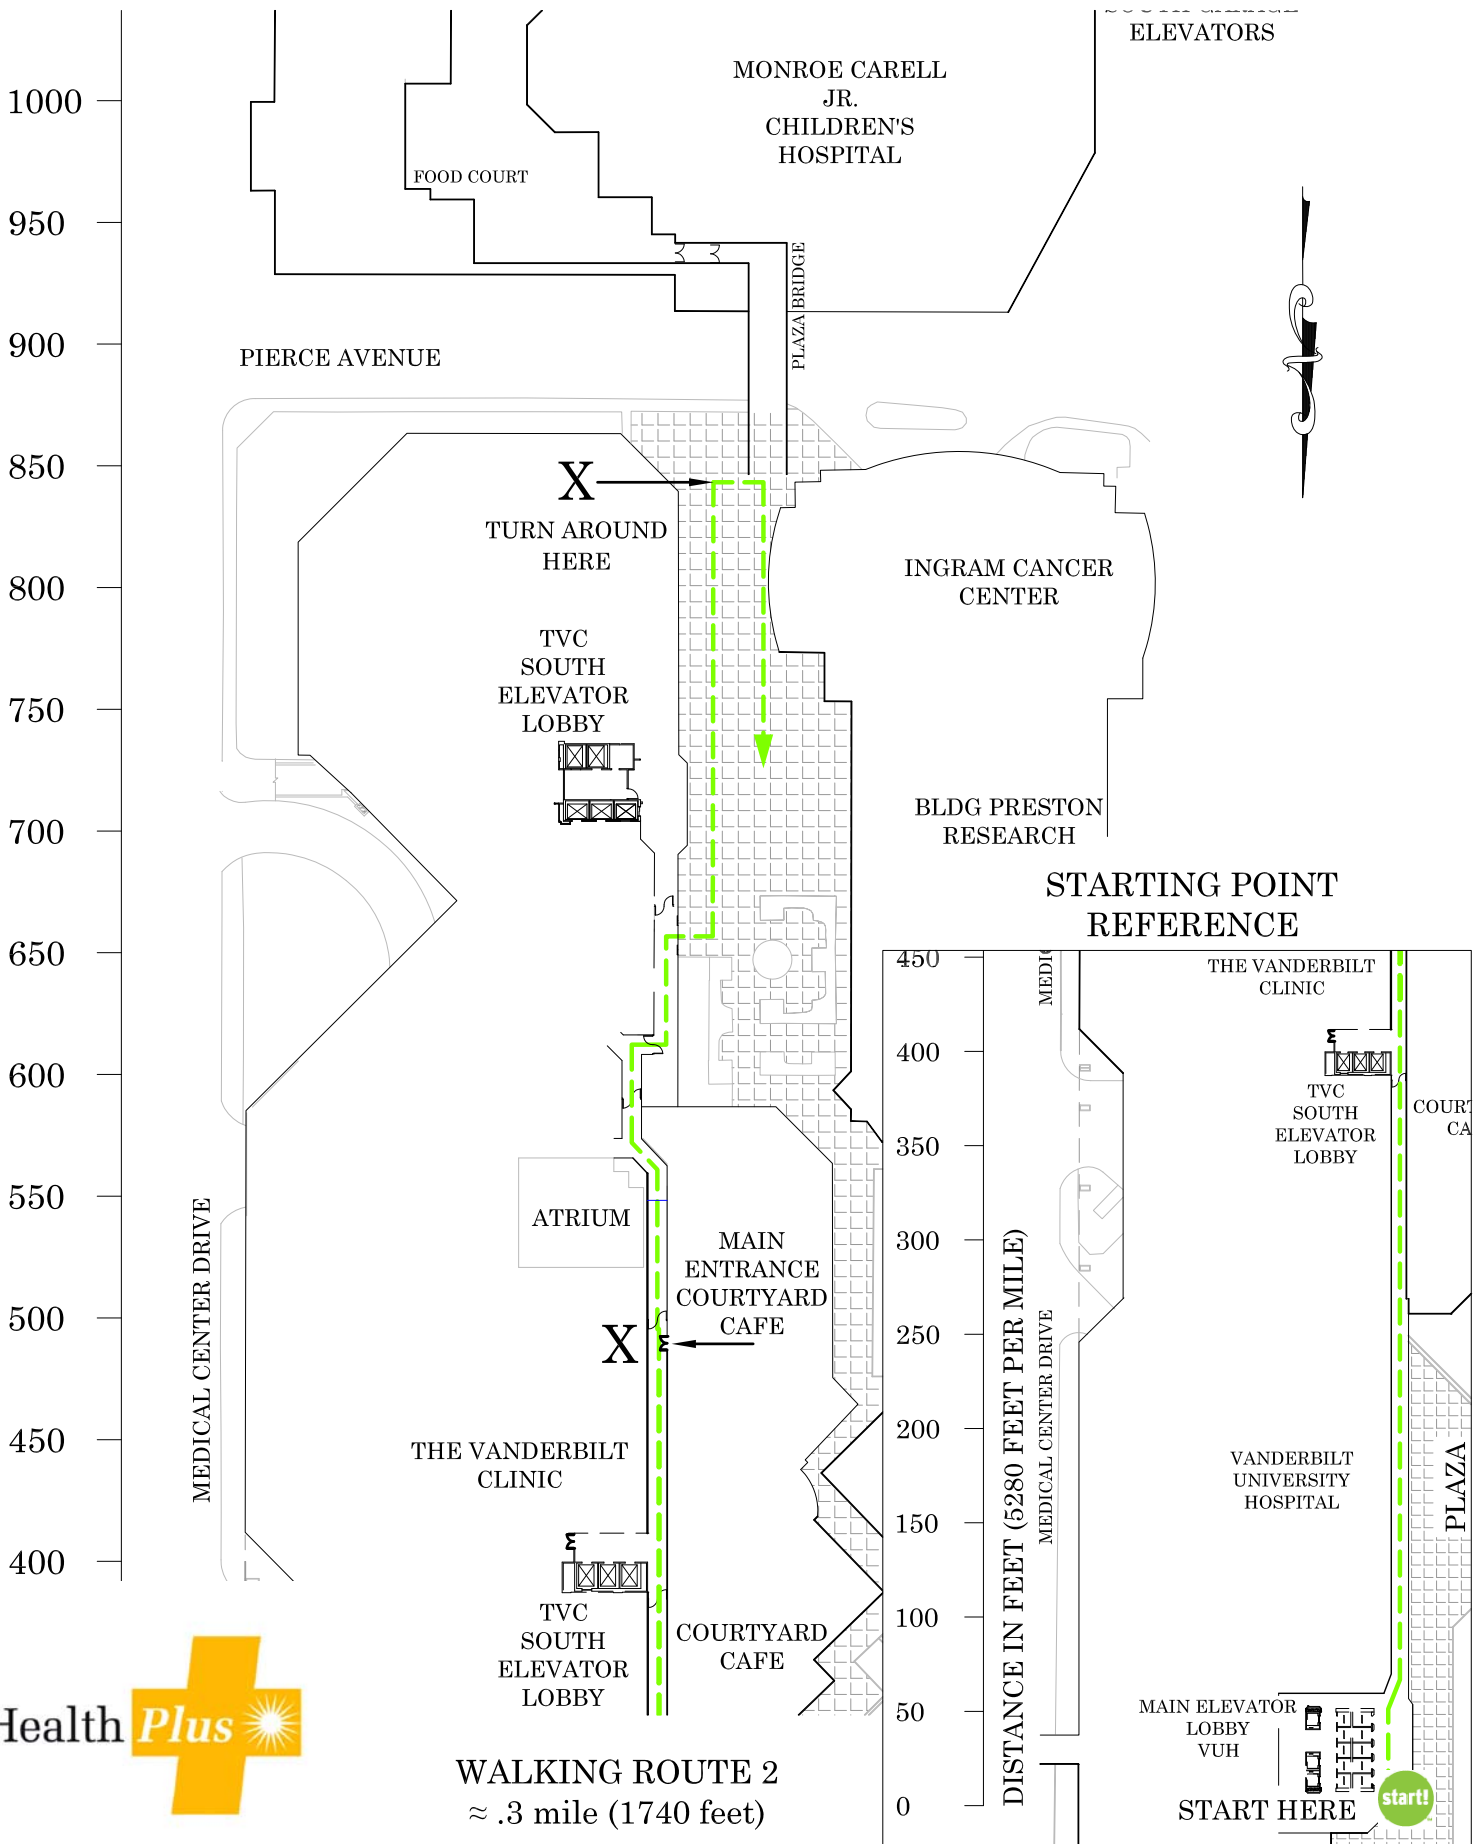 ELEVATORS
MONROE CARELL
JR.
CHILDREN'S
HOSPITAL
1000
FOOD COURT
950
PLAZA BRIDGE
900
PIERCE AVENUE
850
X
TURN AROUND
HERE
INGRAM CANCER
CENTER
800
TVC
SOUTH
ELEVATOR
LOBBY
750
700
BLDG PRESTON
RESEARCH
650
600
550
ATRIUM
MAIN
ENTRANCE
COURTYARD
CAFE
500
X
MEDICAL CENTER DRIVE
450
THE VANDERBILT
CLINIC
400
TVC
SOUTH
ELEVATOR
LOBBY
COURTYARD
CAFE
STARTING POINT
REFERENCE
450
MEDIC
THE VANDERBILT
CLINIC
400
TVC
SOUTH
ELEVATOR
LOBBY
COURT
CA
350
300
250
200
150
100
50
0
DISTANCE IN FEET (5280 FEET PER MILE)
MEDICAL CENTER DRIVE
VANDERBILT
UNIVERSITY
HOSPITAL
PLAZA
MAIN ELEVATOR
LOBBY
VUH
START HERE
start!
Health Plus
WALKING ROUTE 2
≈ .3 mile (1740 feet)